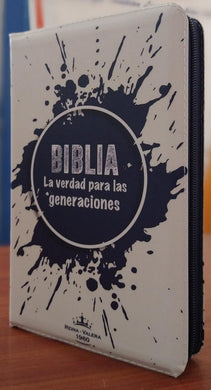 BIBLIA
La verdad para las
generaciones
REINA - VALERA
1960